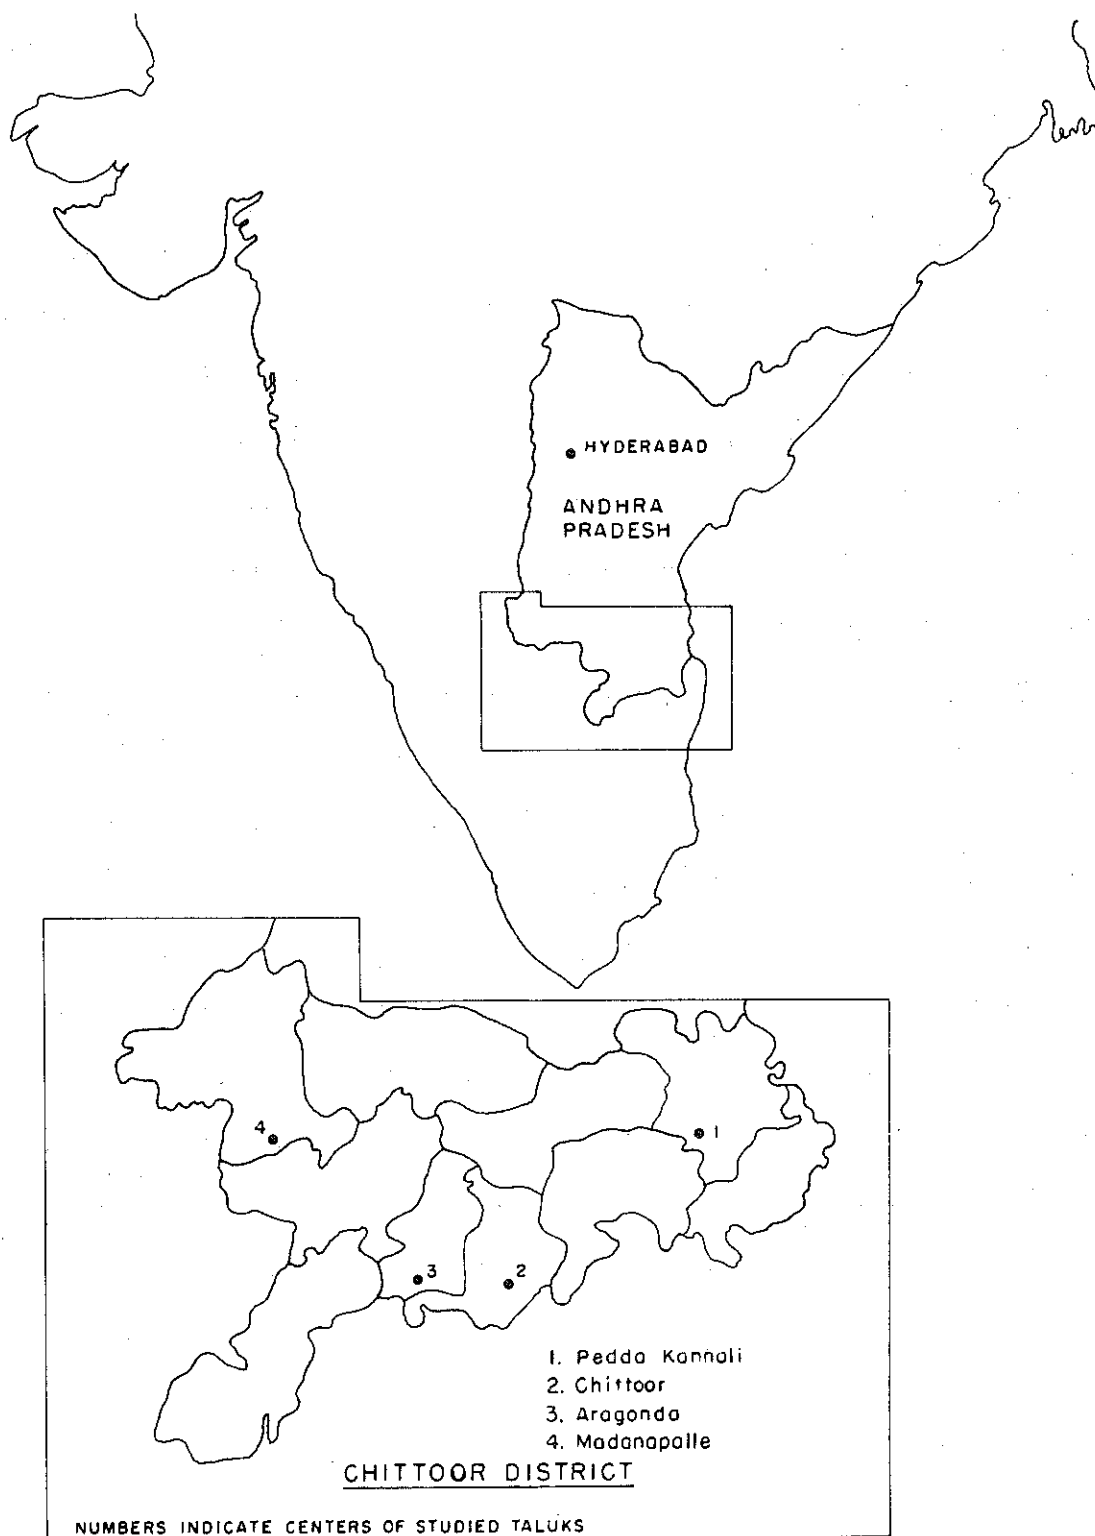 HYDERABAD
ANDHRA
PRADESH
4
1
3
2
1. Pedda Kannali
2. Chittoor
3. Aragonda
4. Madanapalle
CHITTOOR DISTRICT
NUMBERS INDICATE CENTERS OF STUDIED TALUKS